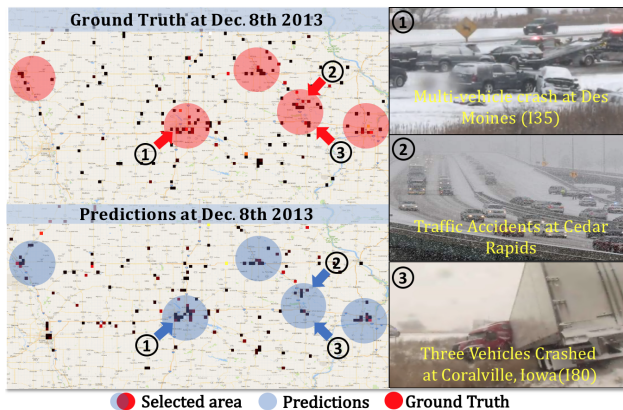 Ground Truth at Dec. 8th 2013
②
①
③
Predictions at Dec. 8th 2013
②
①
③
①
Multi-vehicle crash at Des
Moines (I35)
②
Traffic Accidents at Cedar
Rapids
③
Three Vehicles Crashed
at Coralville, Iowa(I80)
Selected area Predictions Ground Truth